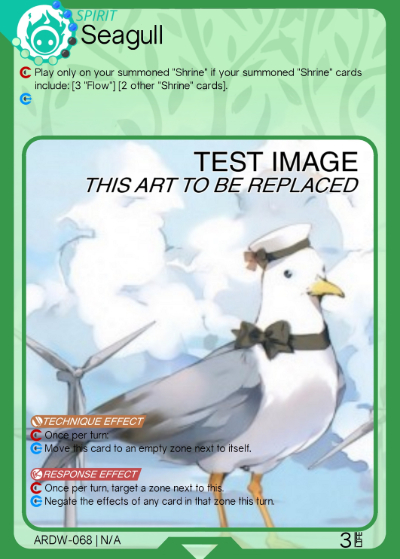 SPIRIT
Seagull
Play only on your summoned "Shrine" if your summoned "Shrine" cards
include: [3 "Flow"] [2 other "Shrine" cards].
TEST IMAGE
THIS ART TO BE REPLACED
TECHNIQUE EFFECT
Once per turn:
Move this card to an empty zone next to itself.
RESPONSE EFFECT
Once per turn, target a zone next to this.
Negate the effects of any card in that zone this turn.
ARDW-068 | N/A
3 LIFE